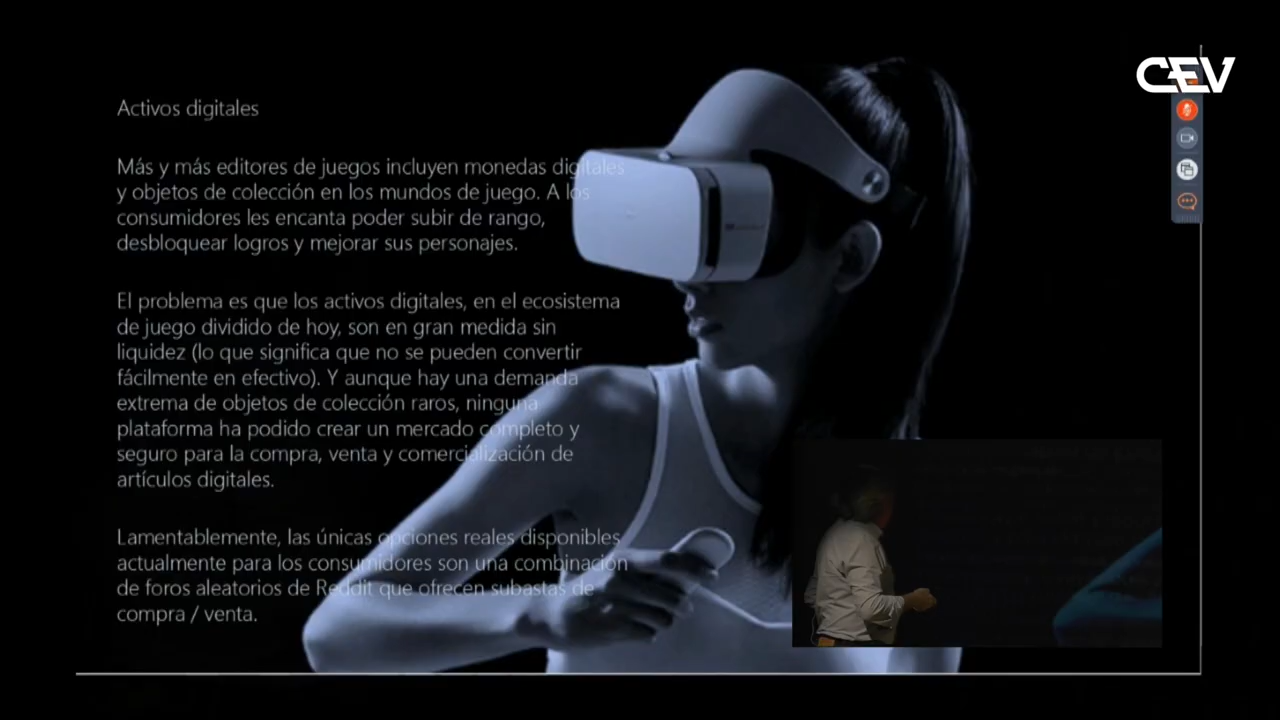 CEV
Activos digitales
Más y más editores de juegos incluyen monedas digitales
y objetos de colección en los mundos de juego. A los
consumidores les encanta poder subir de rango,
desbloquear logros y mejorar sus personajes.
El problema es que los activos digitales, en el ecosistema
de juego dividido de hoy, son en gran medida sin
liquidez (lo que significa que no se pueden convertir
fácilmente en efectivo). Y aunque hay una demanda
extrema de objetos de colección raros, ninguna
plataforma ha podido crear un mercado completo y
seguro para la compra, venta y comercialización de
artículos digitales.
Lamentablemente, las únicas opciones reales disponibles
actualmente para los consumidores son una combinación
de foros aleatorios de Reddit que ofrecen subastas de
compra / venta.